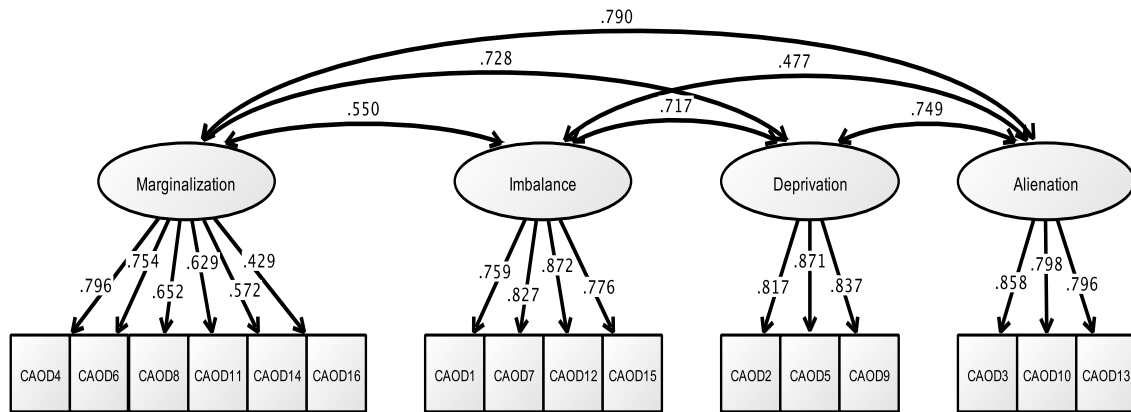 .790
.728
.477
.550
.717
.749
Marginalization
Imbalance
Deprivation
Alienation
.796
.754
.652
.629
.572
.429
.759
.827
.872
.776
.817
.871
.837
.858
.798
.796
CAOD4 CAOD6 CAOD8 CAOD11 CAOD14 CAOD16
CAOD1 CAOD7 CAOD12 CAOD15
CAOD2 CAOD5 CAOD9
CAOD3 CAOD10 CAOD13